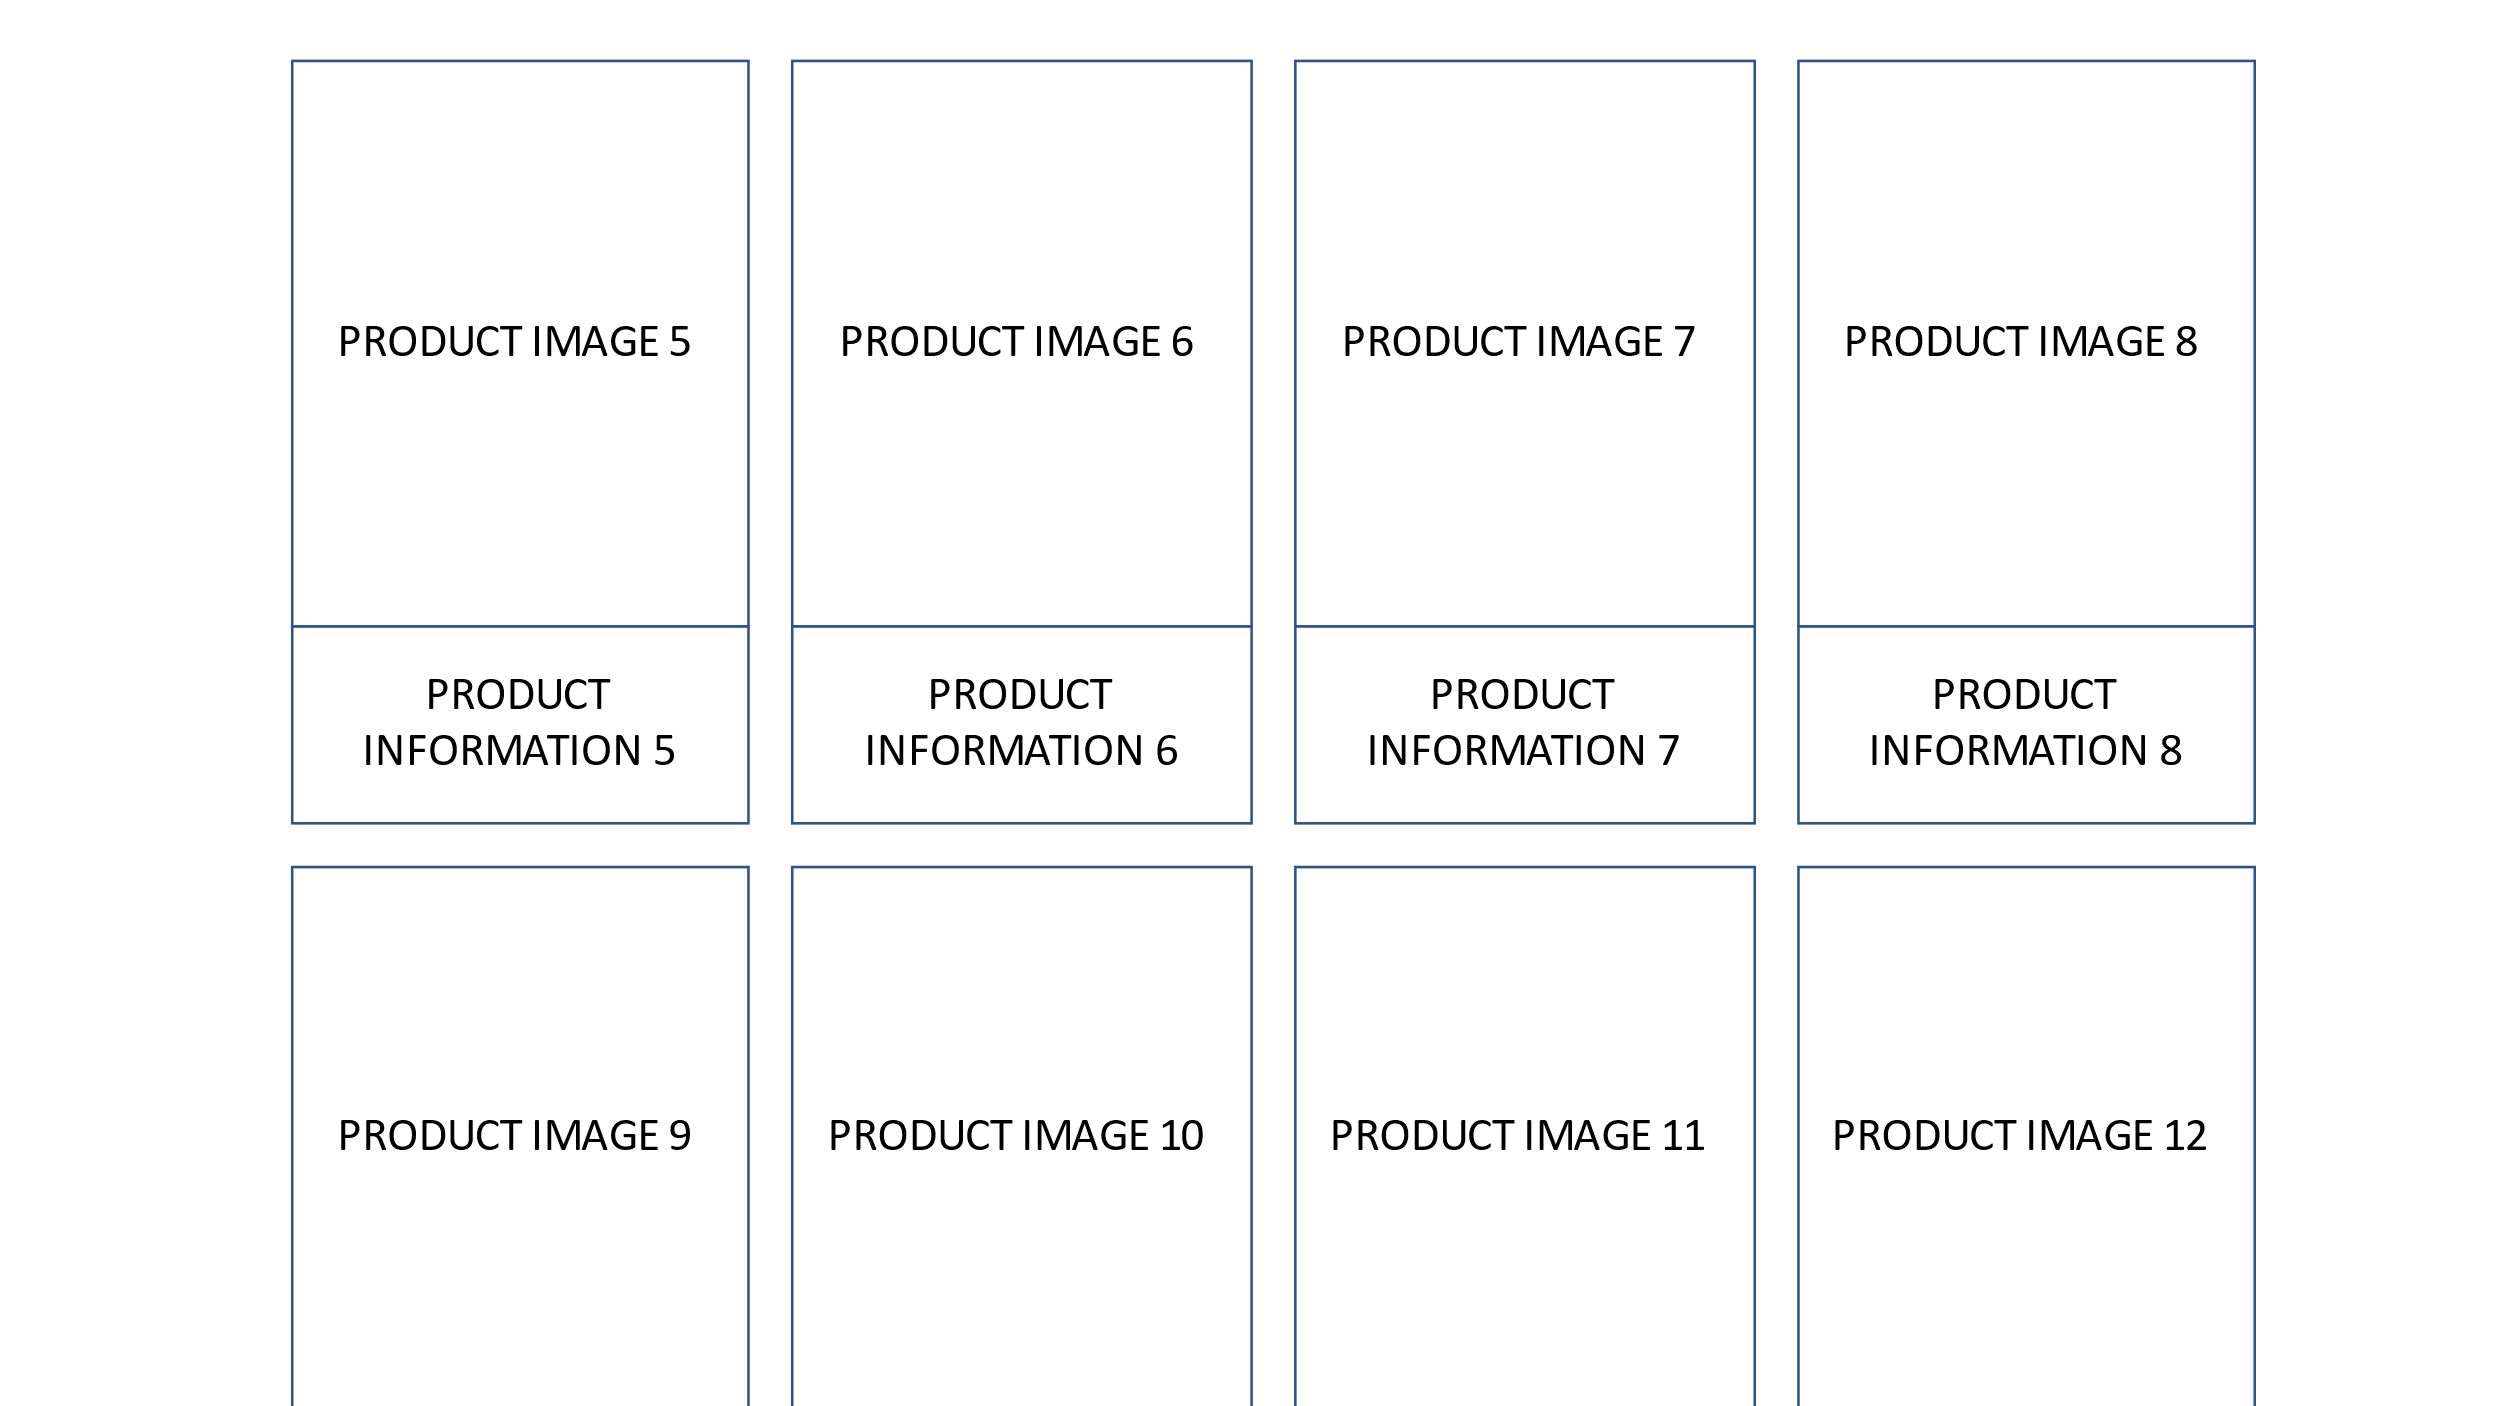 PRODUCT IMAGE 5
PRODUCT IMAGE 6
PRODUCT IMAGE 7
PRODUCT IMAGE 8
PRODUCT
INFORMATION 5
PRODUCT
INFORMATION 6
PRODUCT
INFORMATION 7
PRODUCT
INFORMATION 8
PRODUCT IMAGE 9
PRODUCT IMAGE 10
PRODUCT IMAGE 11
PRODUCT IMAGE 12